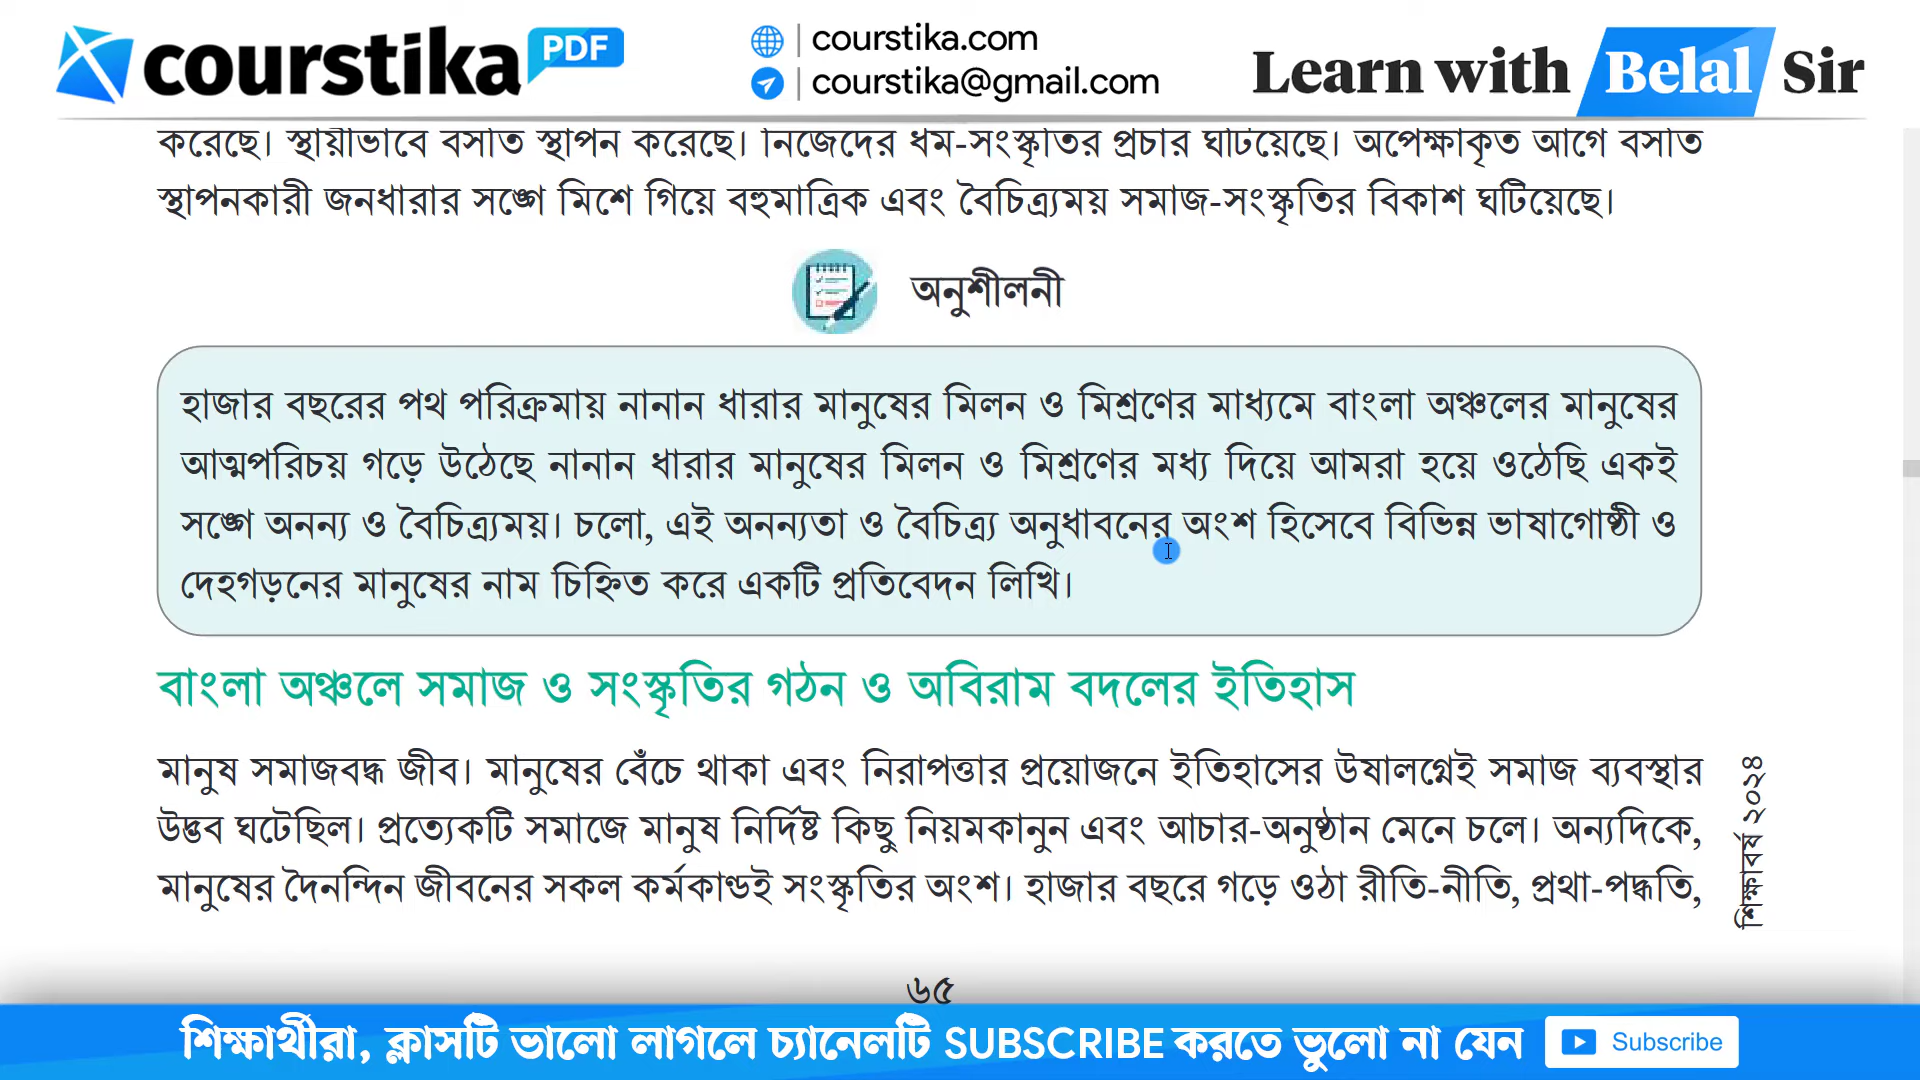 courstika PDF
courstika.com
courstika@gmail.com
Learn with Belal Sir
করেছে। স্থায়ীভাবে বসতি স্থাপন করেছে। নিজেদের ধর্ম-সংস্কৃতির প্রচার ঘটিয়েছে। অপেক্ষাকৃত আগে বসতি
স্থাপনকারী জনধারার সঙ্গে মিশে গিয়ে বহুমাত্রিক এবং বৈচিত্র্যময় সমাজ-সংস্কৃতির বিকাশ ঘটিয়েছে।
অনুশীলনী
হাজার বছরের পথ পরিক্রমায় নানান ধারার মানুষের মিলন ও মিশ্রণের মাধ্যমে বাংলা অঞ্চলের মানুষের
আত্মপরিচয় গড়ে উঠেছে নানান ধারার মানুষের মিলন ও মিশ্রণের মধ্য দিয়ে আমরা হয়ে ওঠেছি একই
সঙ্গে অনন্য ও বৈচিত্র্যময়। চলো, এই অনন্যতা ও বৈচিত্র্য অনুধাবনের অংশ হিসেবে বিভিন্ন ভাষাগোষ্ঠী ও
দেহগড়নের মানুষের নাম চিহ্নিত করে একটি প্রতিবেদন লিখি।
বাংলা অঞ্চলে সমাজ ও সংস্কৃতির গঠন ও অবিরাম বদলের ইতিহাস
মানুষ সমাজবদ্ধ জীব। মানুষের বেঁচে থাকা এবং নিরাপত্তার প্রয়োজনে ইতিহাসের উষালগ্নেই সমাজ ব্যবস্থার
উদ্ভব ঘটেছিল। প্রত্যেকটি সমাজে মানুষ নির্দিষ্ট কিছু নিয়মকানুন এবং আচার-অনুষ্ঠান মেনে চলে। অন্যদিকে,
মানুষের দৈনন্দিন জীবনের সকল কর্মকাণ্ডই সংস্কৃতির অংশ। হাজার বছরে গড়ে ওঠা রীতি-নীতি, প্রথা-পদ্ধতি,
শিক্ষাবর্ষ ২০২৪
৬৫
শিক্ষার্থীরা, ক্লাসটি ভালো লাগলে চ্যানেলটি SUBSCRIBE করতে ভুলো না যেন
Subscribe